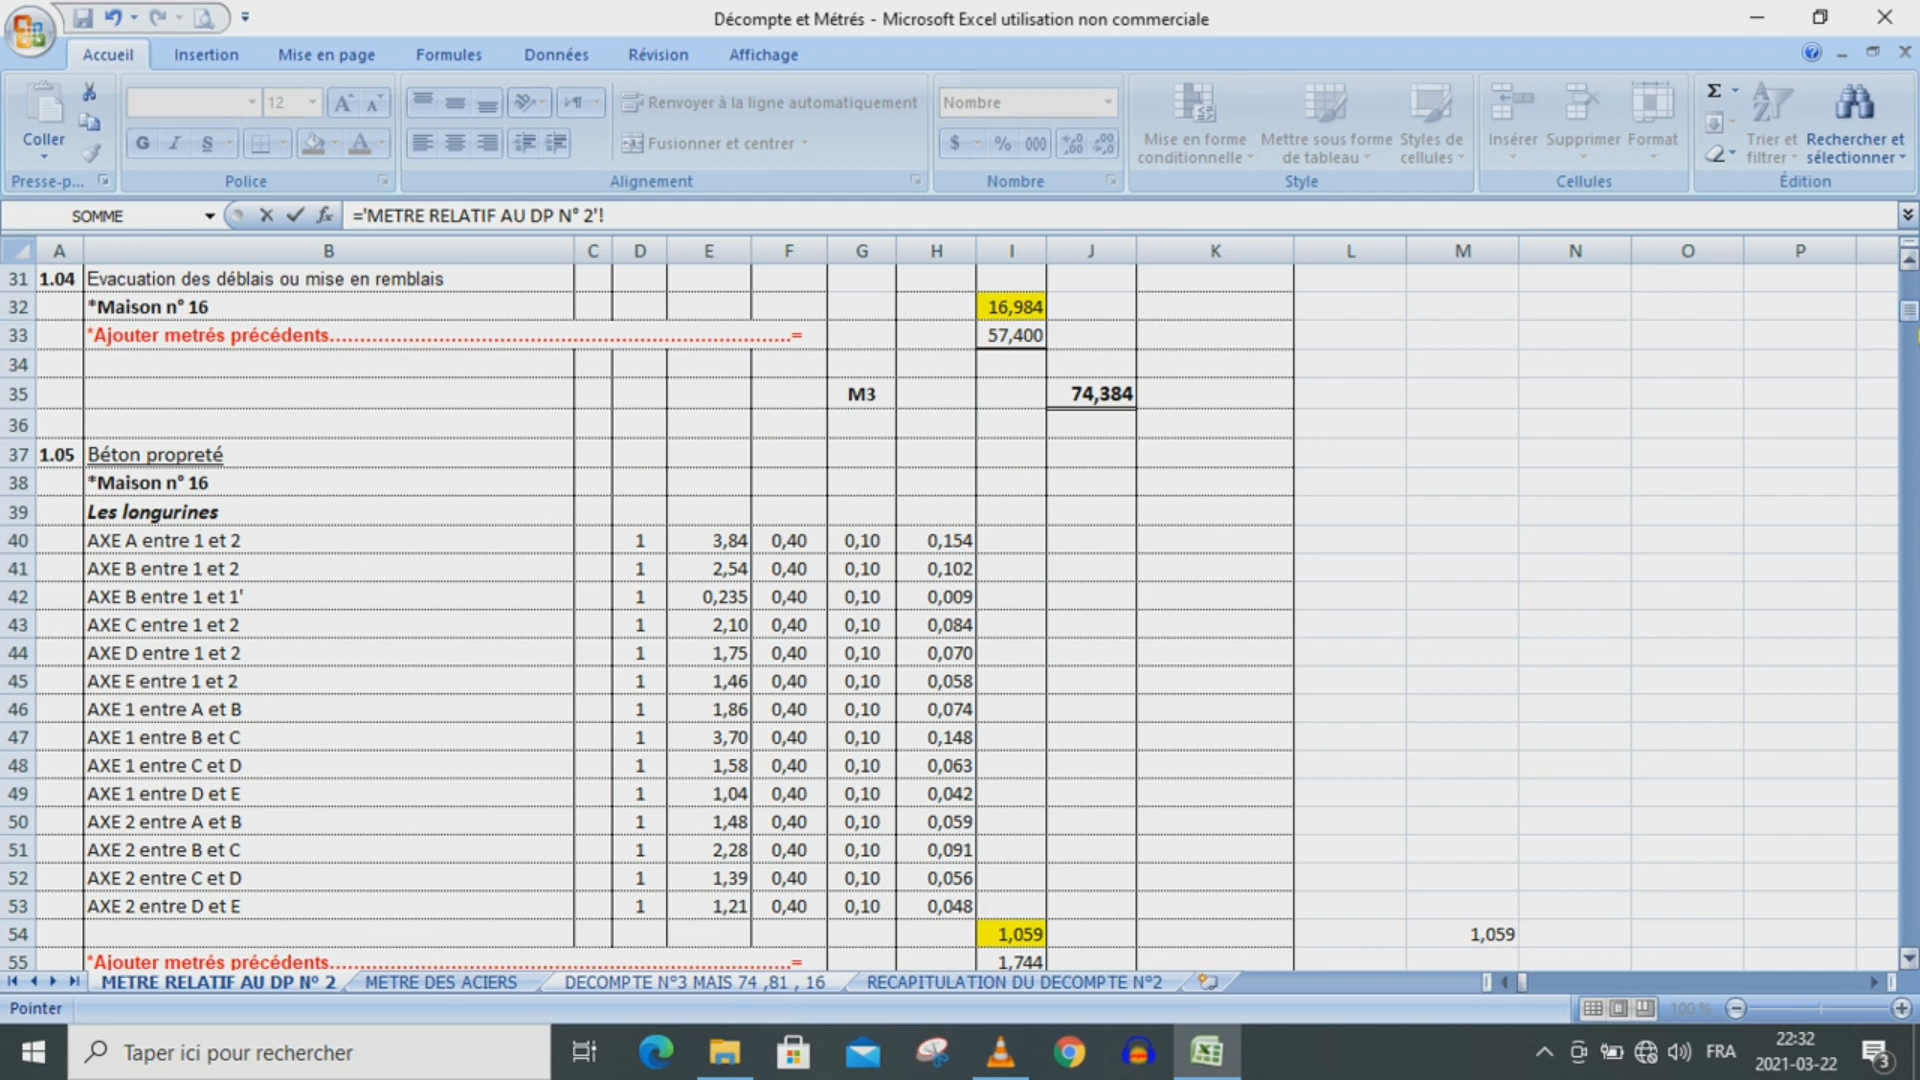 Décompte et Métrés - Microsoft Excel utilisation non commerciale
Accueil Insertion Mise en page Formules Données Révision Affichage
Coller
12
Renvoyer à la ligne automatiquement
Fusionner et centrer
Nombre
$ % 000
G I S
Mise en forme conditionnelle
Mettre sous forme de tableau
Styles de cellules
Insérer Supprimer Format
Trier et filtrer
Rechercher et sélectionner
Presse-p... Police Alignement Nombre Style Cellules Édition
SOMME ='METRE RELATIF AU DP N° 2'!
A B C D E F G H I J K L M N O P
31 1.04 Evacuation des déblais ou mise en remblais
32 *Maison n° 16 16,984
33 *Ajouter metrés précédents............................................................................= 57,400
34
35 M3 74,384
36
37 1.05 Béton propreté
38 *Maison n° 16
39 Les longurines
40 AXE A entre 1 et 2 1 3,84 0,40 0,10 0,154
41 AXE B entre 1 et 2 1 2,54 0,40 0,10 0,102
42 AXE B entre 1 et 1' 1 0,235 0,40 0,10 0,009
43 AXE C entre 1 et 2 1 2,10 0,40 0,10 0,084
44 AXE D entre 1 et 2 1 1,75 0,40 0,10 0,070
45 AXE E entre 1 et 2 1 1,46 0,40 0,10 0,058
46 AXE 1 entre A et B 1 1,86 0,40 0,10 0,074
47 AXE 1 entre B et C 1 3,70 0,40 0,10 0,148
48 AXE 1 entre C et D 1 1,58 0,40 0,10 0,063
49 AXE 1 entre D et E 1 1,04 0,40 0,10 0,042
50 AXE 2 entre A et B 1 1,48 0,40 0,10 0,059
51 AXE 2 entre B et C 1 2,28 0,40 0,10 0,091
52 AXE 2 entre C et D 1 1,39 0,40 0,10 0,056
53 AXE 2 entre D et E 1 1,21 0,40 0,10 0,048
54 1,059 1,059
55 *Ajouter metrés précédents............................................................................= 1,744
METRE RELATIF AU DP N° 2 METRE DES ACIERS DECOMPTE N°3 MAIS 74 ,81 , 16 RECAPITULATION DU DECOMPTE N°2
Pointer 100 %
Taper ici pour rechercher
FRA
22:32
2021-03-22
3